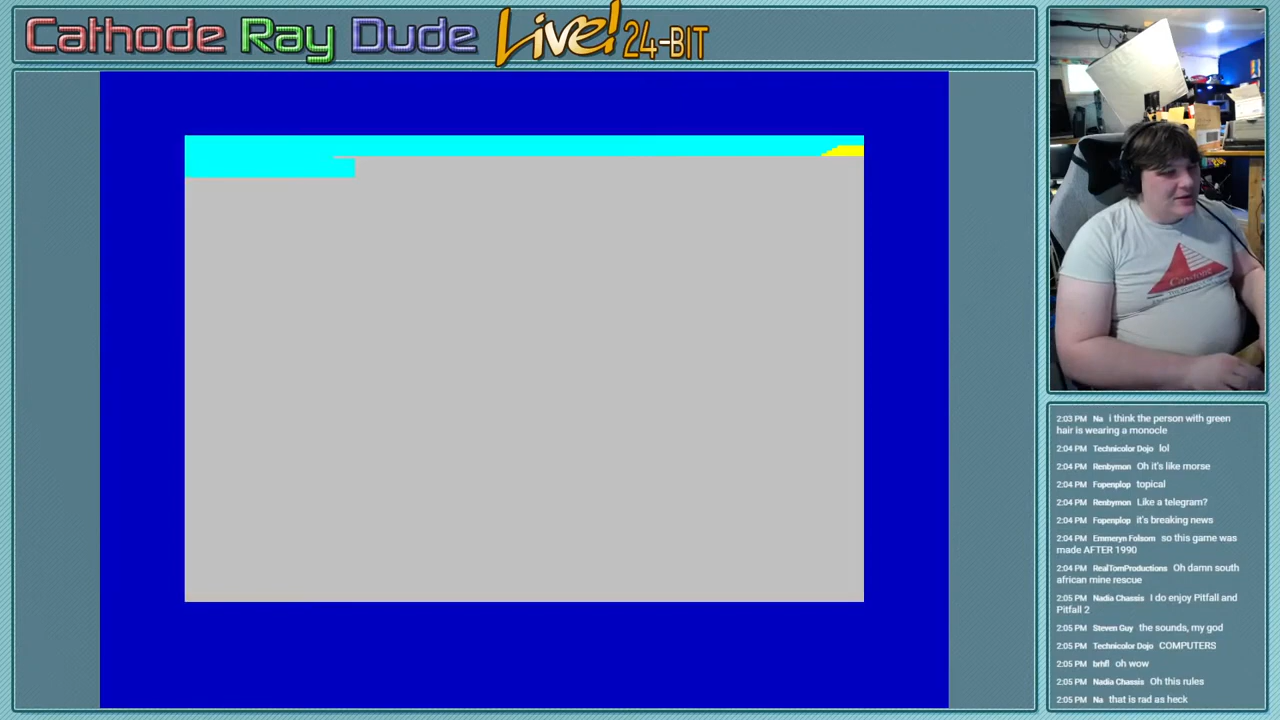 Cathode Ray Dude Live! 24-BIT
Capstone
2:03 PM Na i think the person with green
hair is wearing a monocle
2:04 PM Technicolor Dojo lol
2:04 PM Renbymon Oh it's like morse
2:04 PM Fopenplop topical
2:04 PM Renbymon Like a telegram?
2:04 PM Fopenplop it's breaking news
2:04 PM Emmeryn Folsom so this game was
made AFTER 1990
2:04 PM RealTomProductions Oh damn south
african mine rescue
2:05 PM Nadia Chassis I do enjoy Pitfall and
Pitfall 2
2:05 PM Steven Guy the sounds, my god
2:05 PM Technicolor Dojo COMPUTERS
2:05 PM brhfl oh wow
2:05 PM Nadia Chassis Oh this rules
2:05 PM Na that is rad as heck